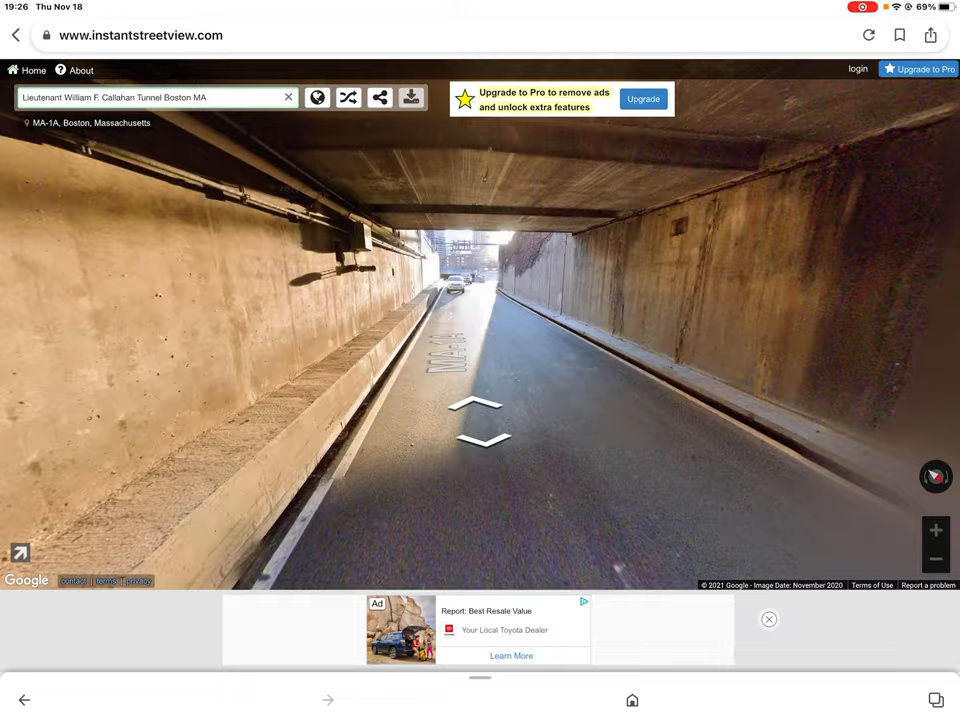 19:26 Thu Nov 18
69%
www.instantstreetview.com
Home About
login Upgrade to Pro
Lieutenant William F. Callahan Tunnel Boston MA
Upgrade to Pro to remove ads
and unlock extra features
Upgrade
MA-1A, Boston, Massachusetts
MA-1A
Google
contact | terms | privacy
© 2021 Google - Image Date: November 2020 Terms of Use Report a problem
Ad
Report: Best Resale Value
Your Local Toyota Dealer
Learn More